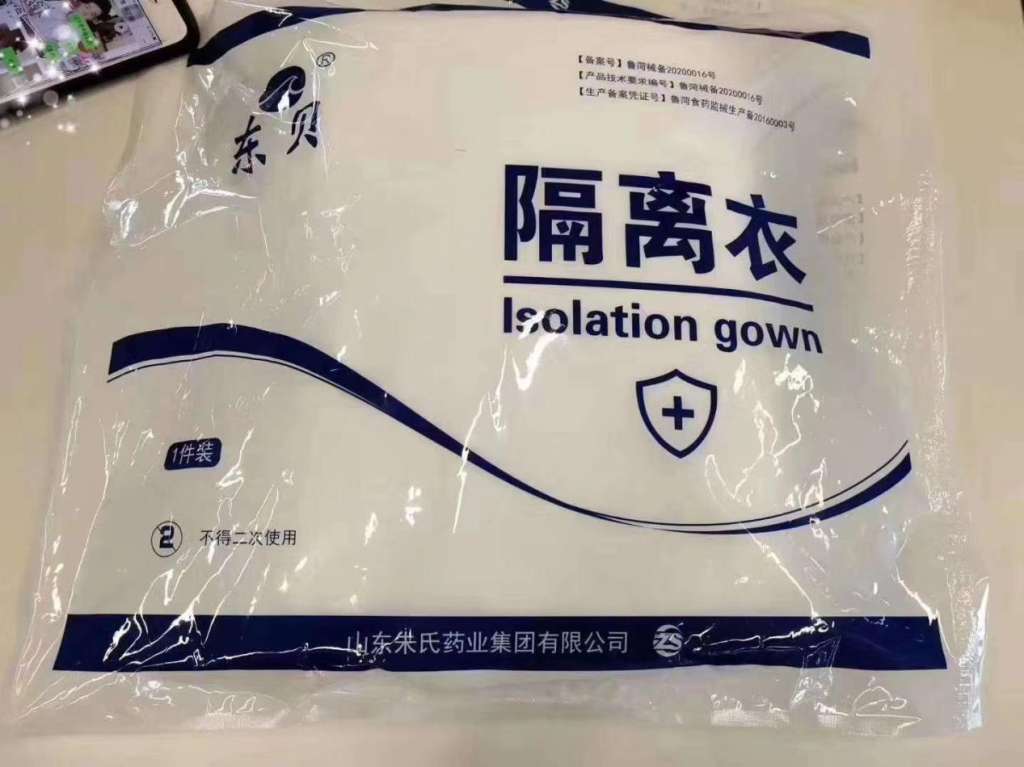 东贝®
【备案号】鲁菏械备20200016号
【产品技术要求编号】鲁菏械备20200016号
【生产备案凭证号】鲁菏食药监械生产备20160003号
隔离衣
Isolation gown
1件装
2 不得二次使用
山东朱氏药业集团有限公司 ZS